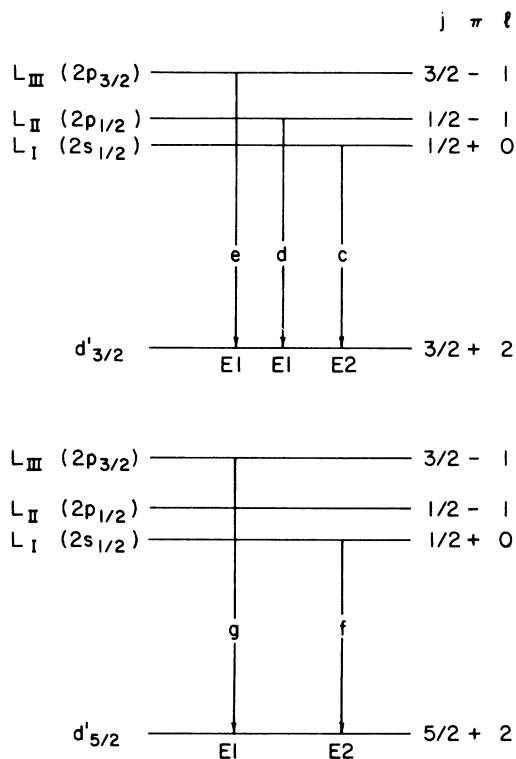 j π ℓ
L_III (2p_3/2) 3/2 - 1
L_II (2p_1/2) 1/2 - 1
L_I (2s_1/2) 1/2 + 0
e d c
d'_3/2 3/2 + 2
E1 E1 E2
L_III (2p_3/2) 3/2 - 1
L_II (2p_1/2) 1/2 - 1
L_I (2s_1/2) 1/2 + 0
g f
d'_5/2 5/2 + 2
E1 E2